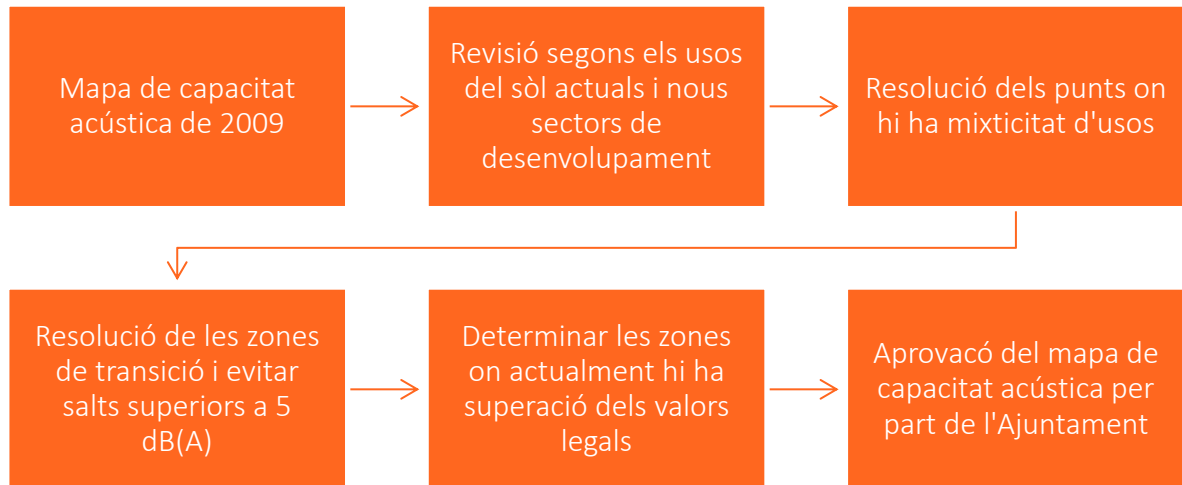 Mapa de capacitat
acústica de 2009
Revisió segons els usos
del sòl actuals i nous
sectors de
desenvolupament
Resolució dels punts on
hi ha mixticitat d'usos
Resolució de les zones
de transició i evitar
salts superiors a 5
dB(A)
Determinar les zones
on actualment hi ha
superació dels valors
legals
Aprovacó del mapa de
capacitat acústica per
part de l'Ajuntament